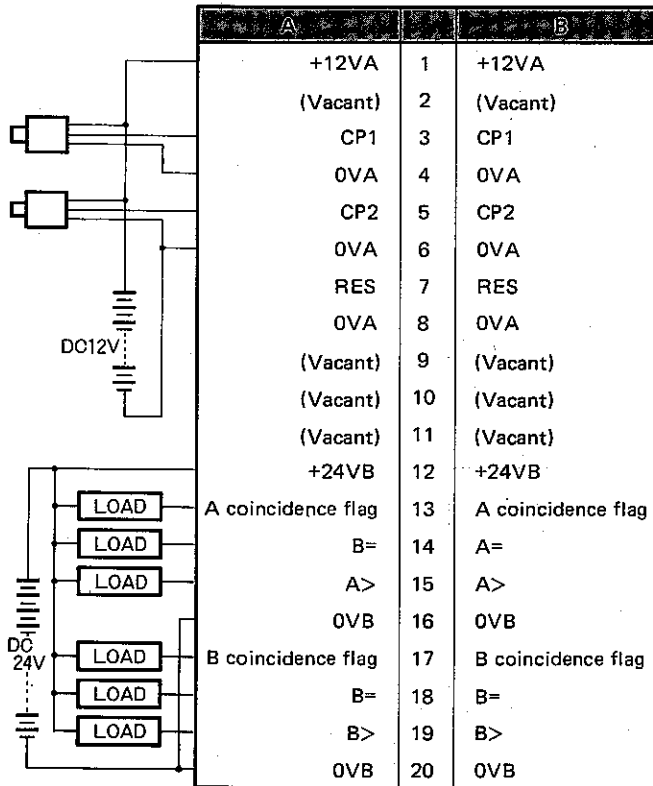 A B
+12VA 1 +12VA
(Vacant) 2 (Vacant)
CP1 3 CP1
0VA 4 0VA
CP2 5 CP2
0VA 6 0VA
RES 7 RES
0VA 8 0VA
DC12V
(Vacant) 9 (Vacant)
(Vacant) 10 (Vacant)
(Vacant) 11 (Vacant)
+24VB 12 +24VB
LOAD A coincidence flag 13 A coincidence flag
LOAD B= 14 A=
LOAD A> 15 A>
0VB 16 0VB
DC
24V
LOAD B coincidence flag 17 B coincidence flag
LOAD B= 18 B=
LOAD B> 19 B>
0VB 20 0VB